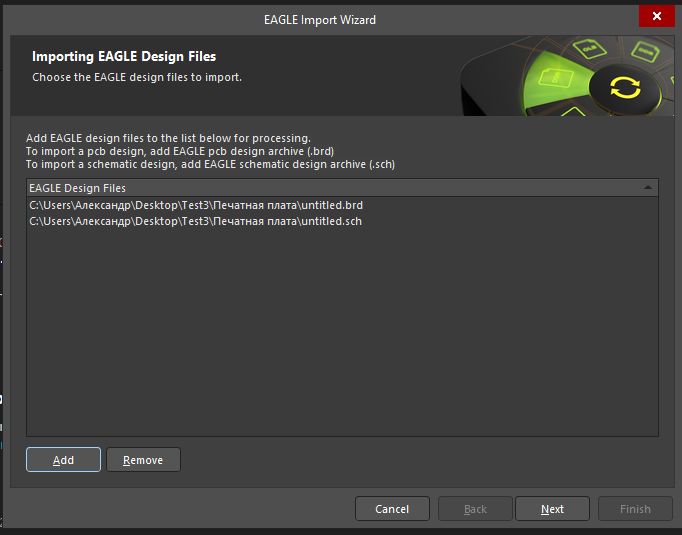 EAGLE Import Wizard
Importing EAGLE Design Files
Choose the EAGLE design files to import.
Add EAGLE design files to the list below for processing.
To import a pcb design, add EAGLE pcb design archive (.brd)
To import a schematic design, add EAGLE schematic design archive (.sch)
EAGLE Design Files
C:\Users\Александр\Desktop\Test3\Печатная плата\untitled.brd
C:\Users\Александр\Desktop\Test3\Печатная плата\untitled.sch
Add Remove
Cancel Back Next Finish